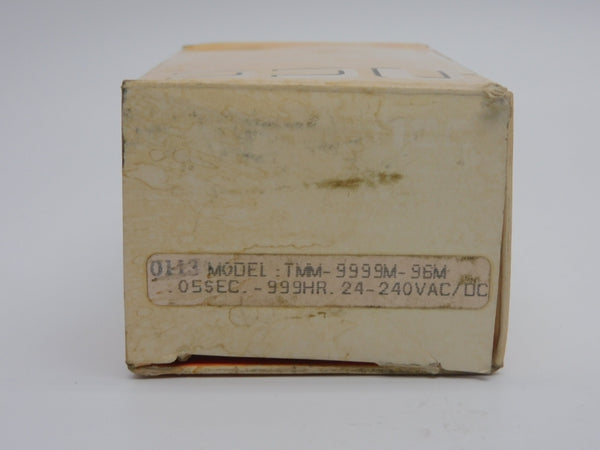 0113 MODEL : TMM-9999M-96M
.05SEC. -999HR. 24-240VAC/DC